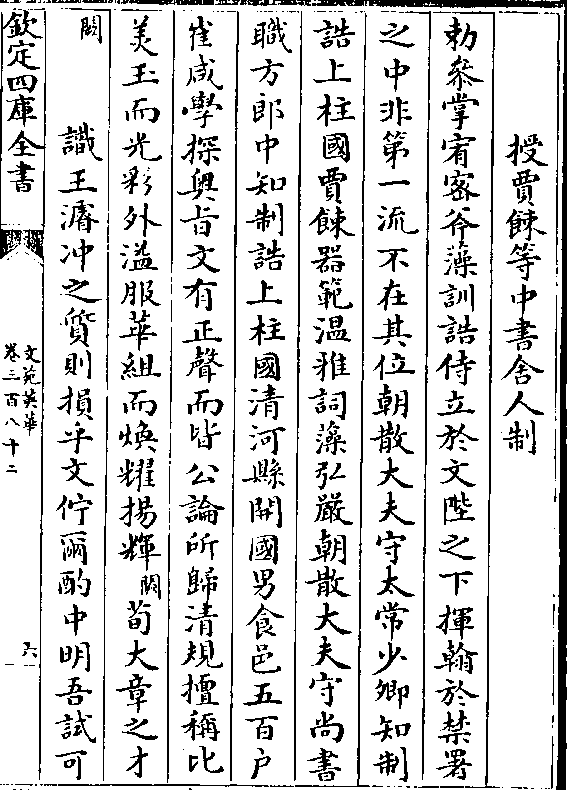 授賈餗等中書舍人制
勅叅掌宥宻斧藻訓誥侍立於文陛之下揮翰於禁署
之中非第一流不在其位朝散大夫守太常少卿知制
誥上柱國賈餗器範温雅詞藻弘嚴朝散大夫守尚書
職方郎中知制誥上柱國清河縣開國男食邑五百户
崔咸學探奥旨文有正聲而皆公論所歸清規擅稱比
美玉而光彩外溢服華組而煥耀揚輝闕荀大章之才
闕識王濬冲之質則損乎文佇爾酌中明吾試可
欽定四庫全書
文苑英華
卷三百八十二
六